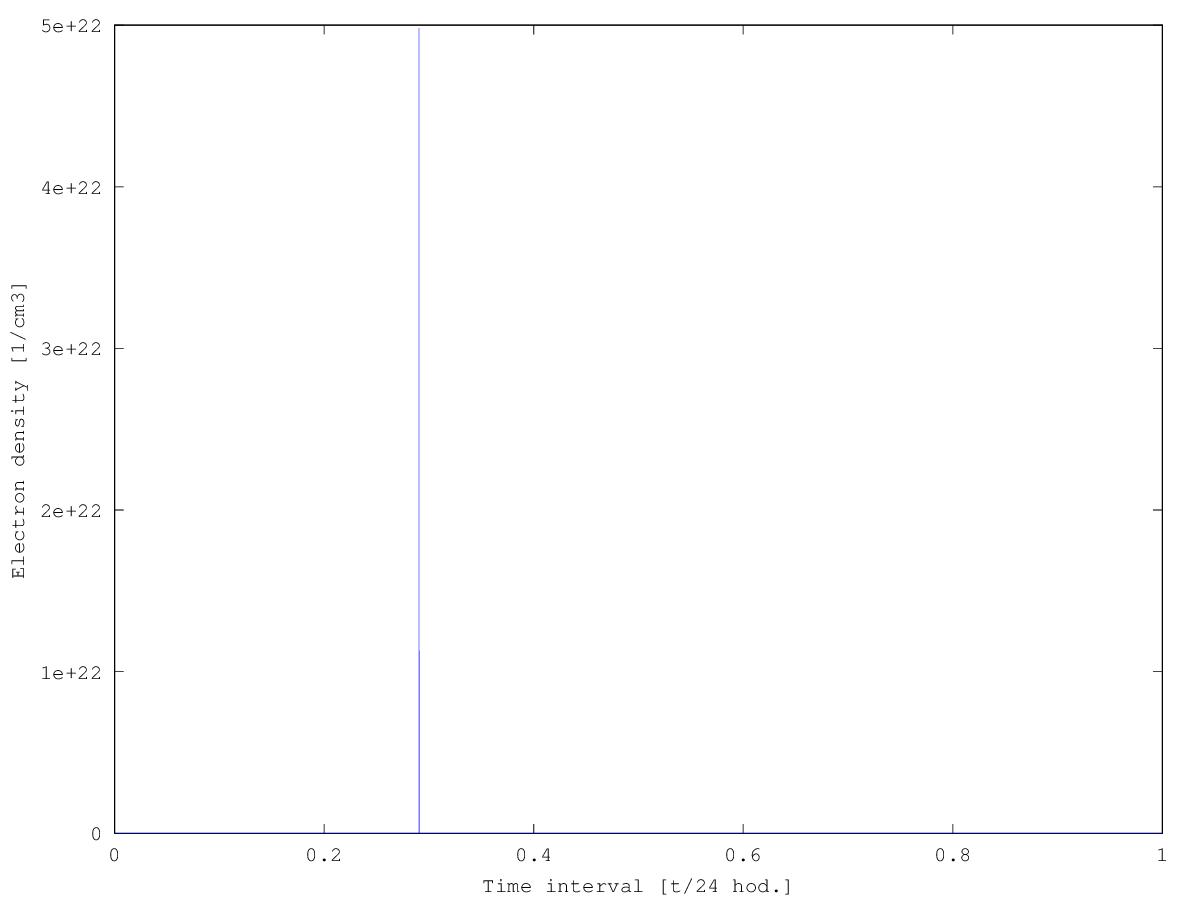 5e+22
4e+22
3e+22
2e+22
1e+22
0
Electron density [1/cm3]
0 0.2 0.4 0.6 0.8 1
Time interval [t/24 hod.]